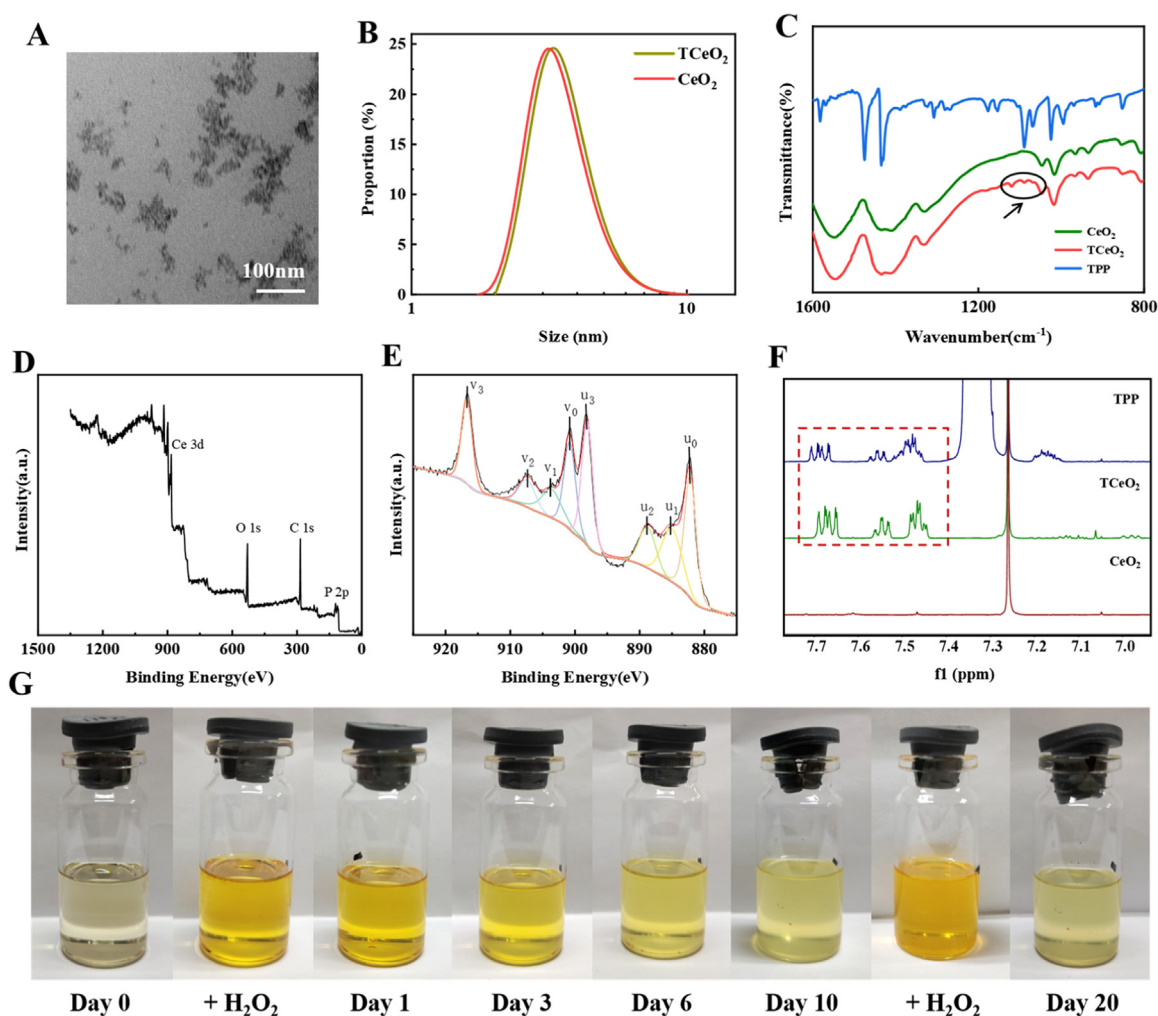 A
100nm
B
Proportion (%)
25
20
15
10
5
0
1
10
Size (nm)
TCeO₂
CeO₂
C
Transmittance(%)
CeO₂
TCeO₂
TPP
1600
1200
800
Wavenumber(cm⁻¹)
D
Intensity(a.u.)
Ce 3d
O 1s
C 1s
P 2p
1500
1200
900
600
300
0
Binding Energy(eV)
E
Intensity(a.u.)
v₃
v₂
v₁
v₀
u₃
u₂
u₁
u₀
920
910
900
890
880
Binding Energy(eV)
F
TPP
TCeO₂
CeO₂
7.7
7.6
7.5
7.4
7.3
7.2
7.1
7.0
f1 (ppm)
G
Day 0
+ H₂O₂
Day 1
Day 3
Day 6
Day 10
+ H₂O₂
Day 20